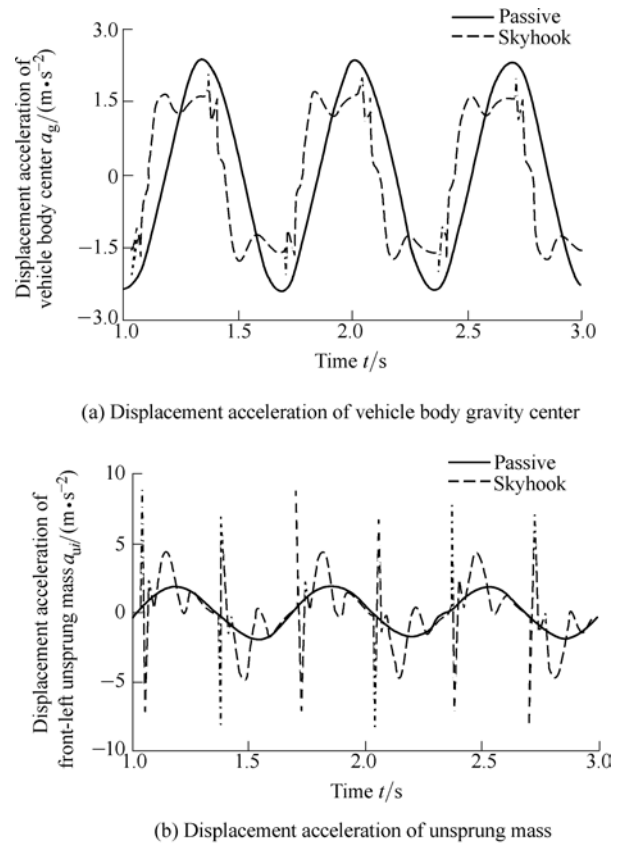 Passive
Skyhook
Displacement acceleration of
vehicle body center a_g/(m•s⁻²)
3.0
1.5
0
−1.5
−3.0
1.0
1.5
2.0
2.5
3.0
Time t/s
(a) Displacement acceleration of vehicle body gravity center
Passive
Skyhook
Displacement acceleration of
front-left unsprung mass a_ui/(m•s⁻²)
10
5
0
−5
−10
1.0
1.5
2.0
2.5
3.0
Time t/s
(b) Displacement acceleration of unsprung mass